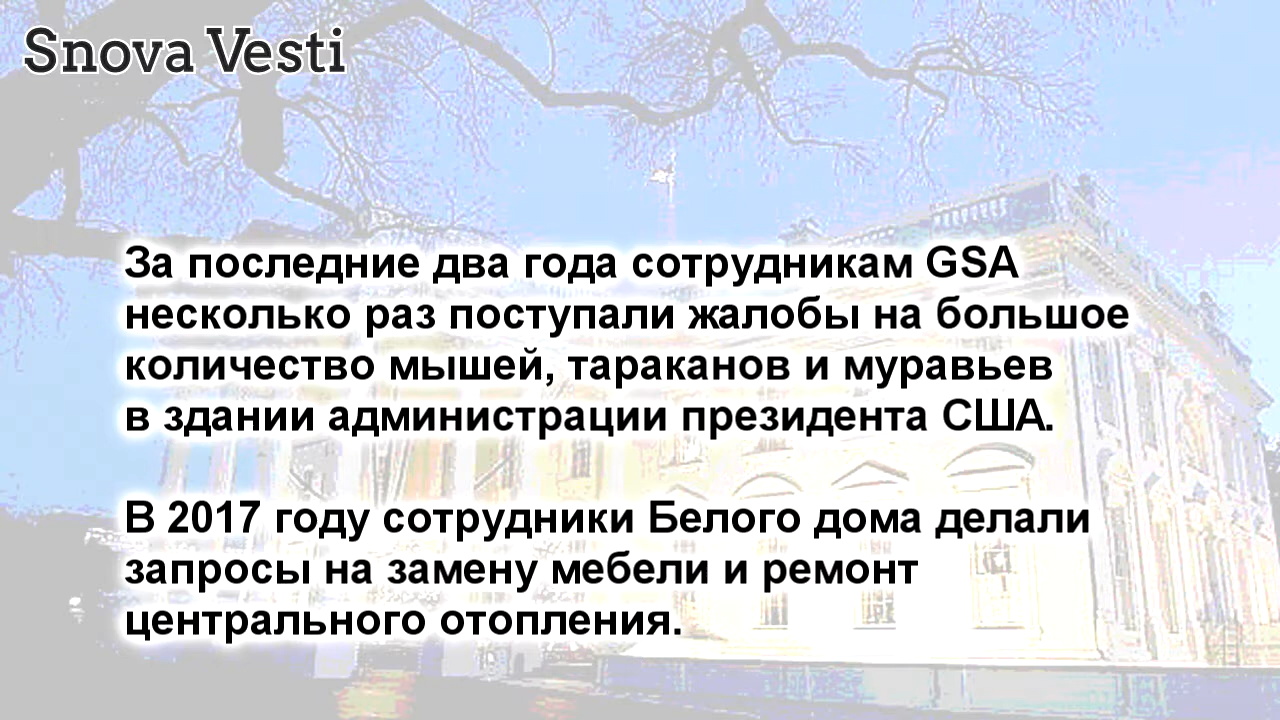 Snova Vesti
За последние два года сотрудникам GSA
несколько раз поступали жалобы на большое
количество мышей, тараканов и муравьев
в здании администрации президента США.
В 2017 году сотрудники Белого дома делали
запросы на замену мебели и ремонт
центрального отопления.